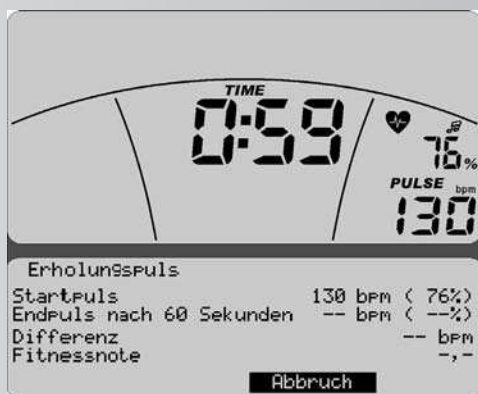 TIME
0:59
76%
PULSE bpm
130
Erholungspuls
Startpuls 130 bpm ( 76%)
Endpuls nach 60 Sekunden -- bpm ( --%)
Differenz -- bpm
Fitnessnote -,-
Abbruch